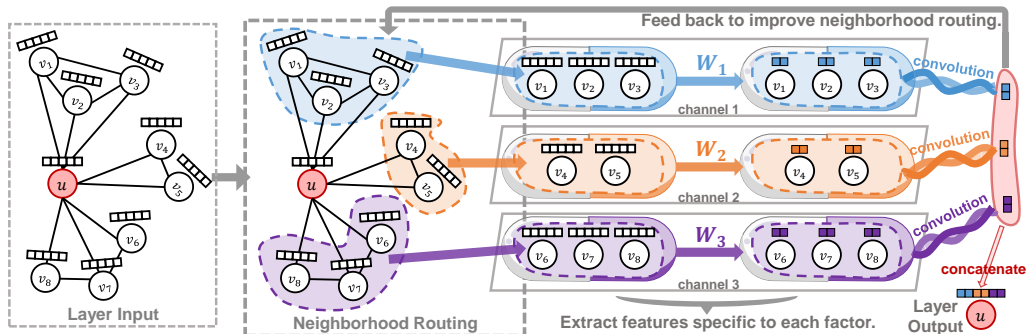 Feed back to improve neighborhood routing.
v1
v2
v3
v4
v5
u
v6
v7
v8
Layer Input
v1
v2
v3
v4
v5
u
v6
v7
v8
Neighborhood Routing
v1 v2 v3
W1
v1 v2 v3
convolution
channel 1
v4 v5
W2
v4 v5
convolution
channel 2
v6 v7 v8
W3
v6 v7 v8
convolution
channel 3
Extract features specific to each factor.
concatenate
Layer
Output
u